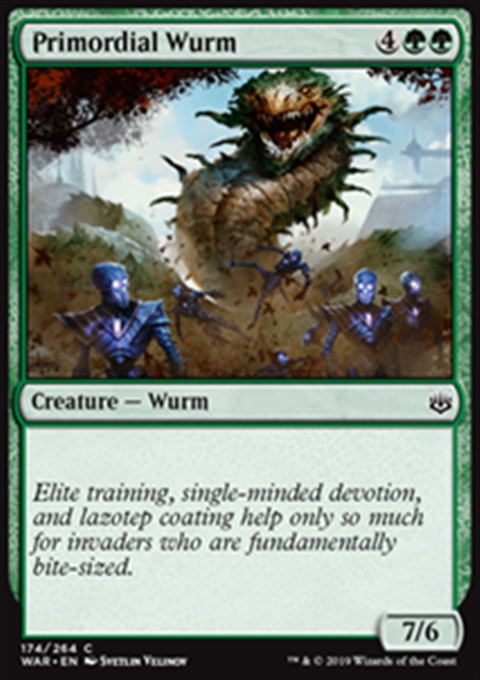 Primordial Wurm 4
Creature — Wurm
Elite training, single-minded devotion,
and lazotep coating help only so much
for invaders who are fundamentally
bite-sized.
7/6
174/264 C
WAR • EN Svetlin Velinov
™ & © 2019 Wizards of the Coast